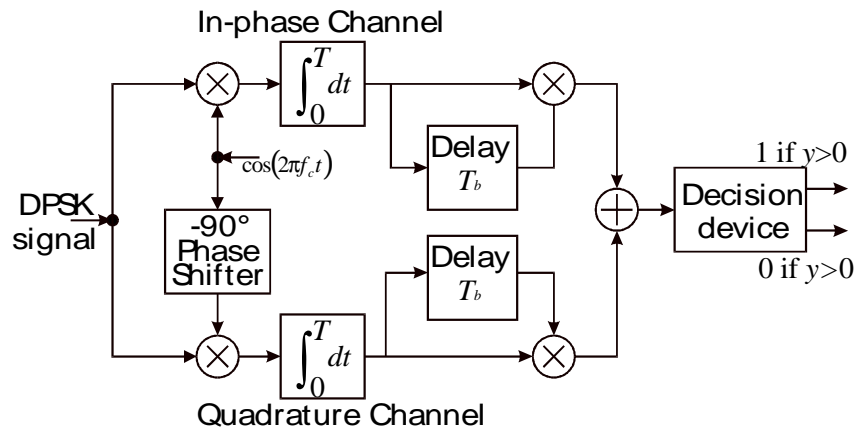 In-phase Channel
∫₀ᵀ dt
Delay
T_b
cos(2πf_c t)
DPSK
signal
-90°
Phase
Shifter
1 if y>0
Decision
device
0 if y>0
Delay
T_b
∫₀ᵀ dt
Quadrature Channel